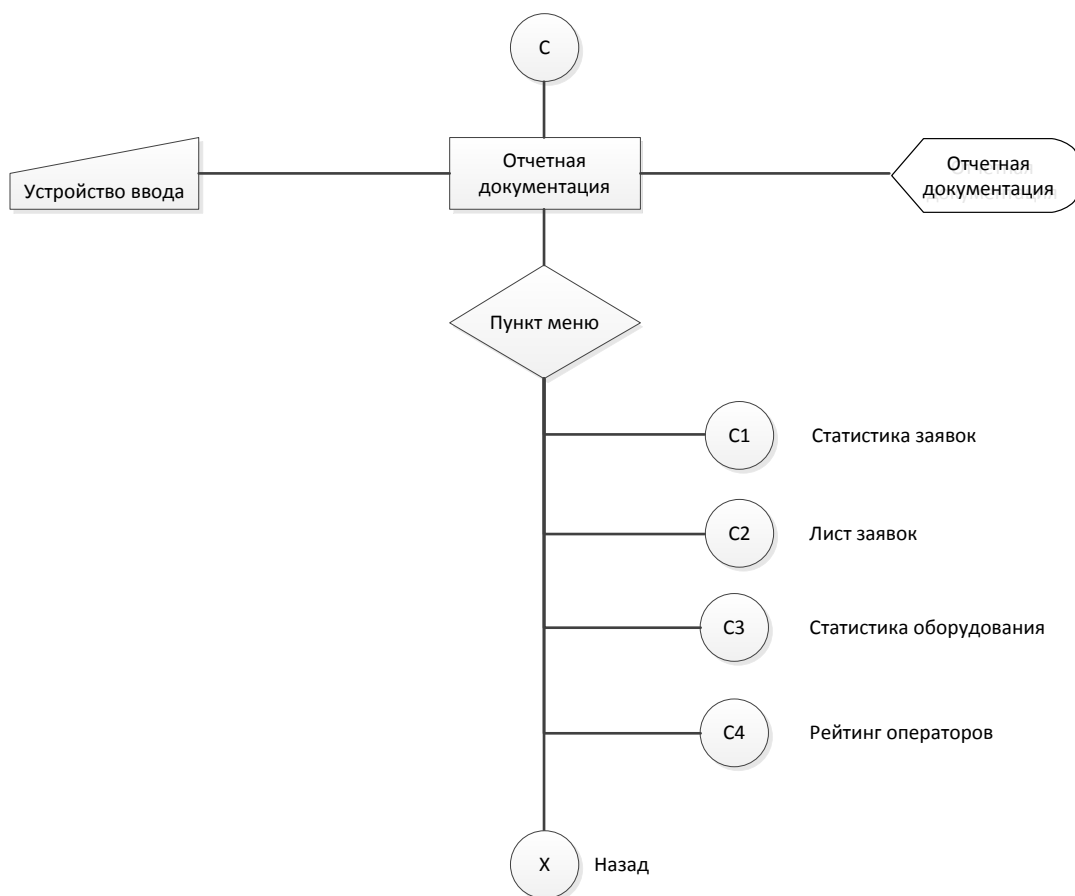 С
Устройство ввода
Отчетная
документация
Отчетная
документация
Пункт меню
С1
Статистика заявок
С2
Лист заявок
С3
Статистика оборудования
С4
Рейтинг операторов
Х
Назад